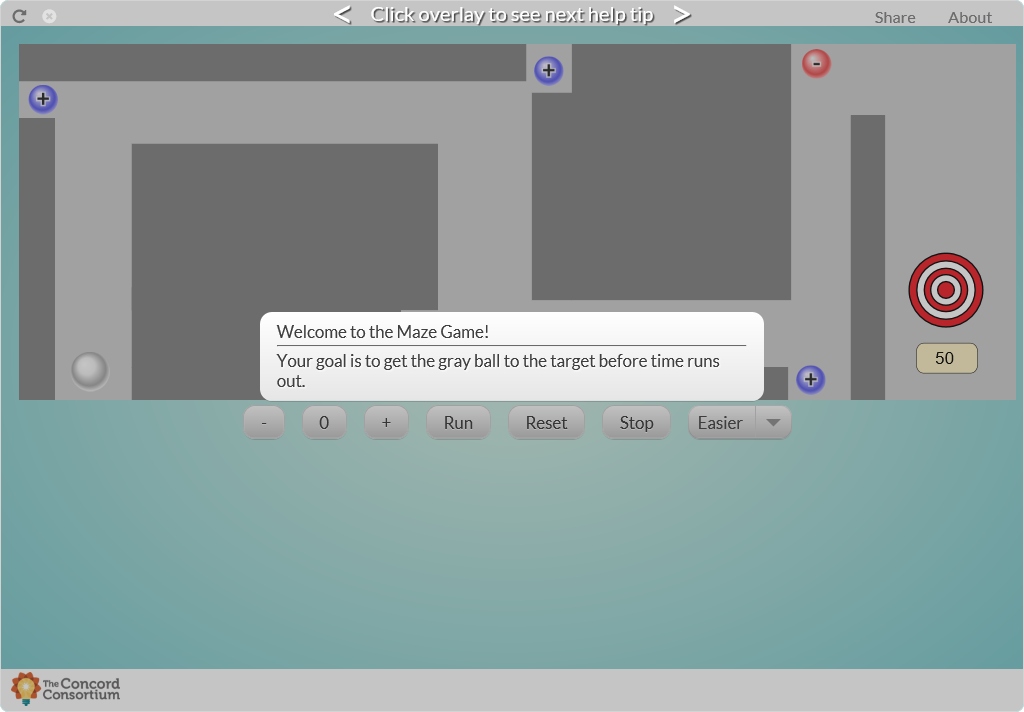 < Click overlay to see next help tip >
Share About
+
-
+
Welcome to the Maze Game!
Your goal is to get the gray ball to the target before time runs
out.
50
+
- 0 + Run Reset Stop Easier
The Concord
Consortium